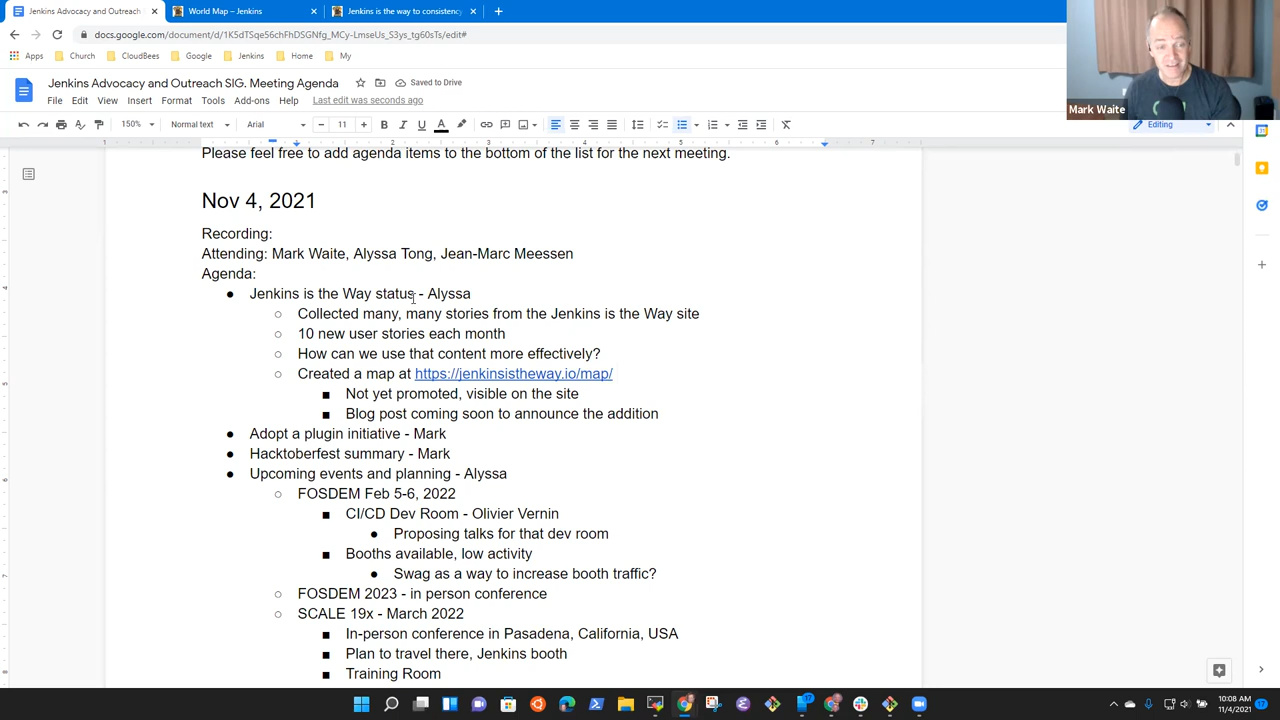 Jenkins Advocacy and Outreach
World Map – Jenkins
Jenkins is the way to consistency
docs.google.com/document/d/1K5dTSqe56chFhDSGNfg_MCy-LmseUs_S3ys_tg60sTs/edit#
Apps
Church
CloudBees
Google
Jenkins
Home
My
Jenkins Advocacy and Outreach SIG. Meeting Agenda
Saved to Drive
File Edit View Insert Format Tools Add-ons Help
Last edit was seconds ago
Mark Waite
150%
Normal text
Arial
11
Editing
1 2 3 4 5 6 7
Please feel free to add agenda items to the bottom of the list for the next meeting.
Nov 4, 2021
Recording:
Attending: Mark Waite, Alyssa Tong, Jean-Marc Meessen
Agenda:
● Jenkins is the Way status - Alyssa
○ Collected many, many stories from the Jenkins is the Way site
○ 10 new user stories each month
○ How can we use that content more effectively?
○ Created a map at https://jenkinsistheway.io/map/
■ Not yet promoted, visible on the site
■ Blog post coming soon to announce the addition
● Adopt a plugin initiative - Mark
● Hacktoberfest summary - Mark
● Upcoming events and planning - Alyssa
○ FOSDEM Feb 5-6, 2022
■ CI/CD Dev Room - Olivier Vernin
● Proposing talks for that dev room
■ Booths available, low activity
● Swag as a way to increase booth traffic?
○ FOSDEM 2023 - in person conference
○ SCALE 19x - March 2022
■ In-person conference in Pasadena, California, USA
■ Plan to travel there, Jenkins booth
■ Training Room
10:08 AM
11/4/2021